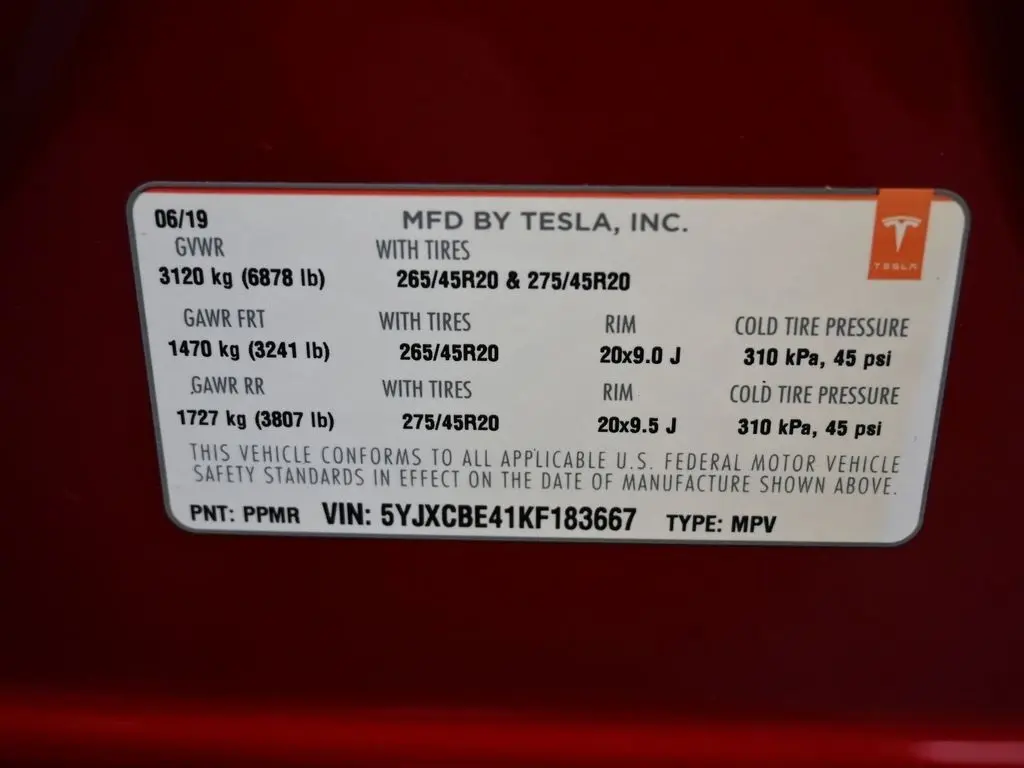 06/19 MFD BY TESLA, INC.
TESLA
GVWR WITH TIRES
3120 kg (6878 lb) 265/45R20 & 275/45R20
GAWR FRT WITH TIRES RIM COLD TIRE PRESSURE
1470 kg (3241 lb) 265/45R20 20x9.0 J 310 kPa, 45 psi
GAWR RR WITH TIRES RIM COLD TIRE PRESSURE
1727 kg (3807 lb) 275/45R20 20x9.5 J 310 kPa, 45 psi
THIS VEHICLE CONFORMS TO ALL APPLICABLE U.S. FEDERAL MOTOR VEHICLE
SAFETY STANDARDS IN EFFECT ON THE DATE OF MANUFACTURE SHOWN ABOVE.
PNT: PPMR VIN: 5YJXCBE41KF183667 TYPE: MPV